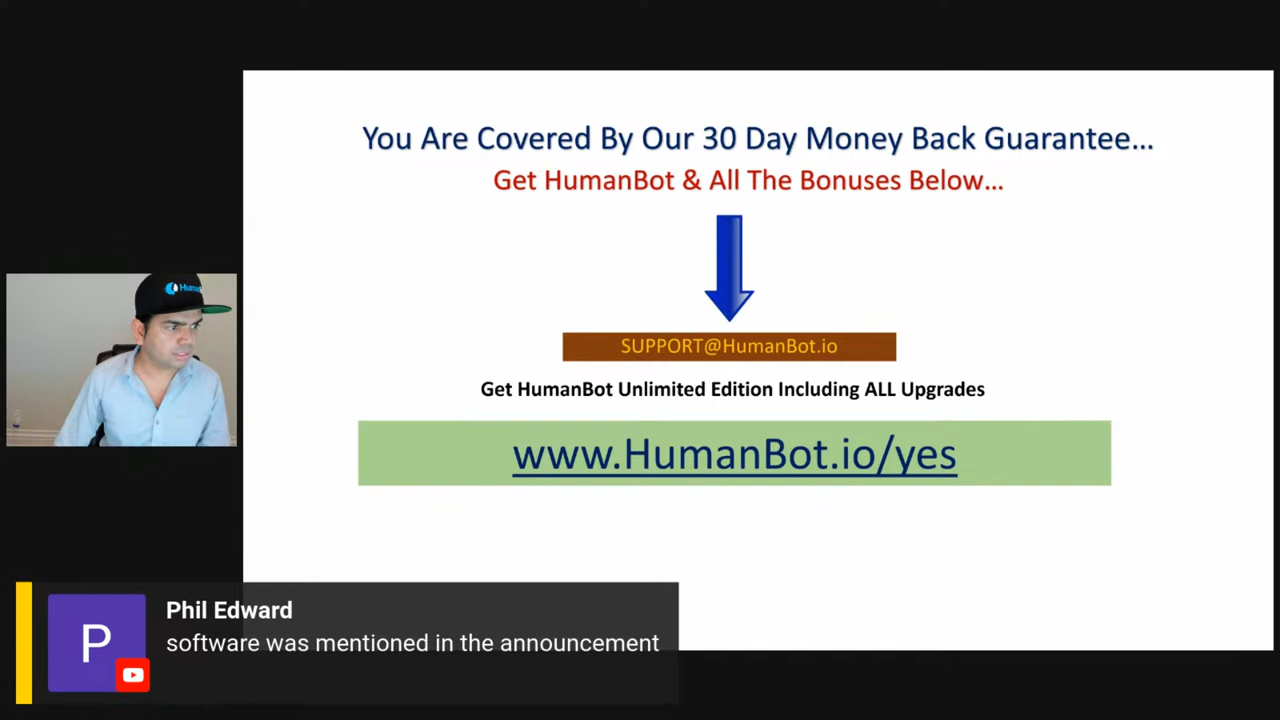 You Are Covered By Our 30 Day Money Back Guarantee...
Get HumanBot & All The Bonuses Below...
SUPPORT@HumanBot.io
Get HumanBot Unlimited Edition Including ALL Upgrades
www.HumanBot.io/yes
P
Phil Edward
software was mentioned in the announcement